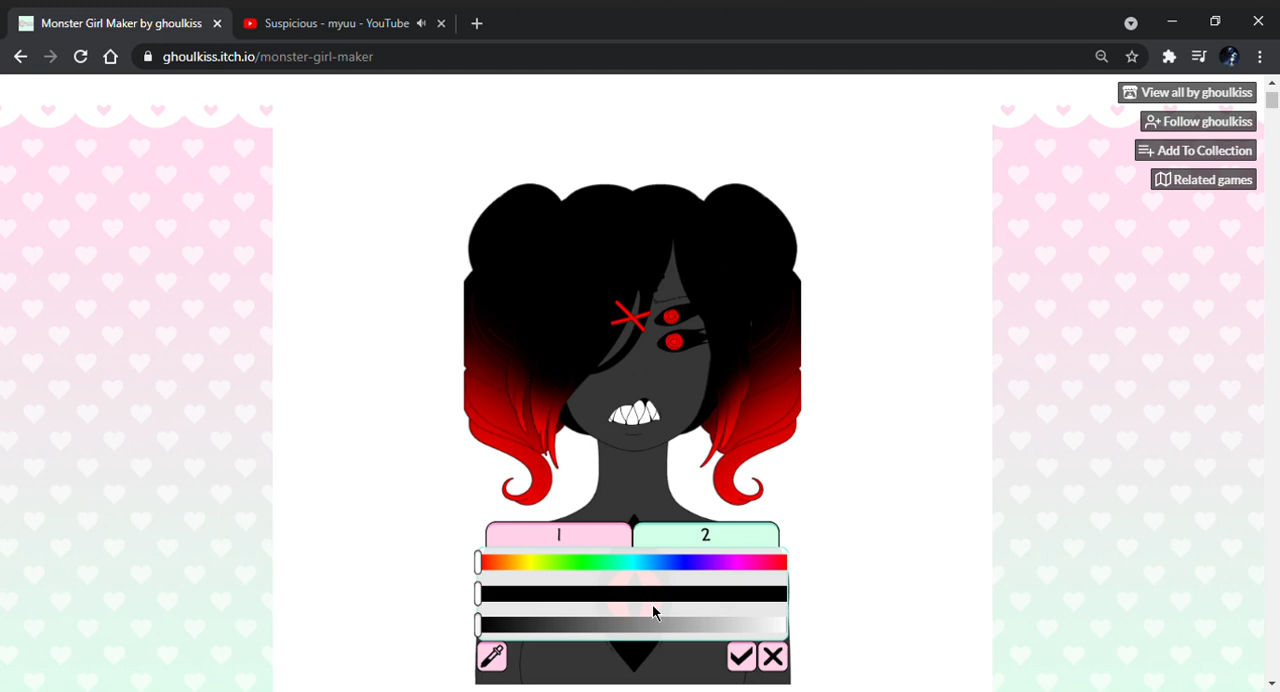 Monster Girl Maker by ghoulkiss
Suspicious - myuu - YouTube
ghoulkiss.itch.io/monster-girl-maker
View all by ghoulkiss
Follow ghoulkiss
Add To Collection
Related games
1 2